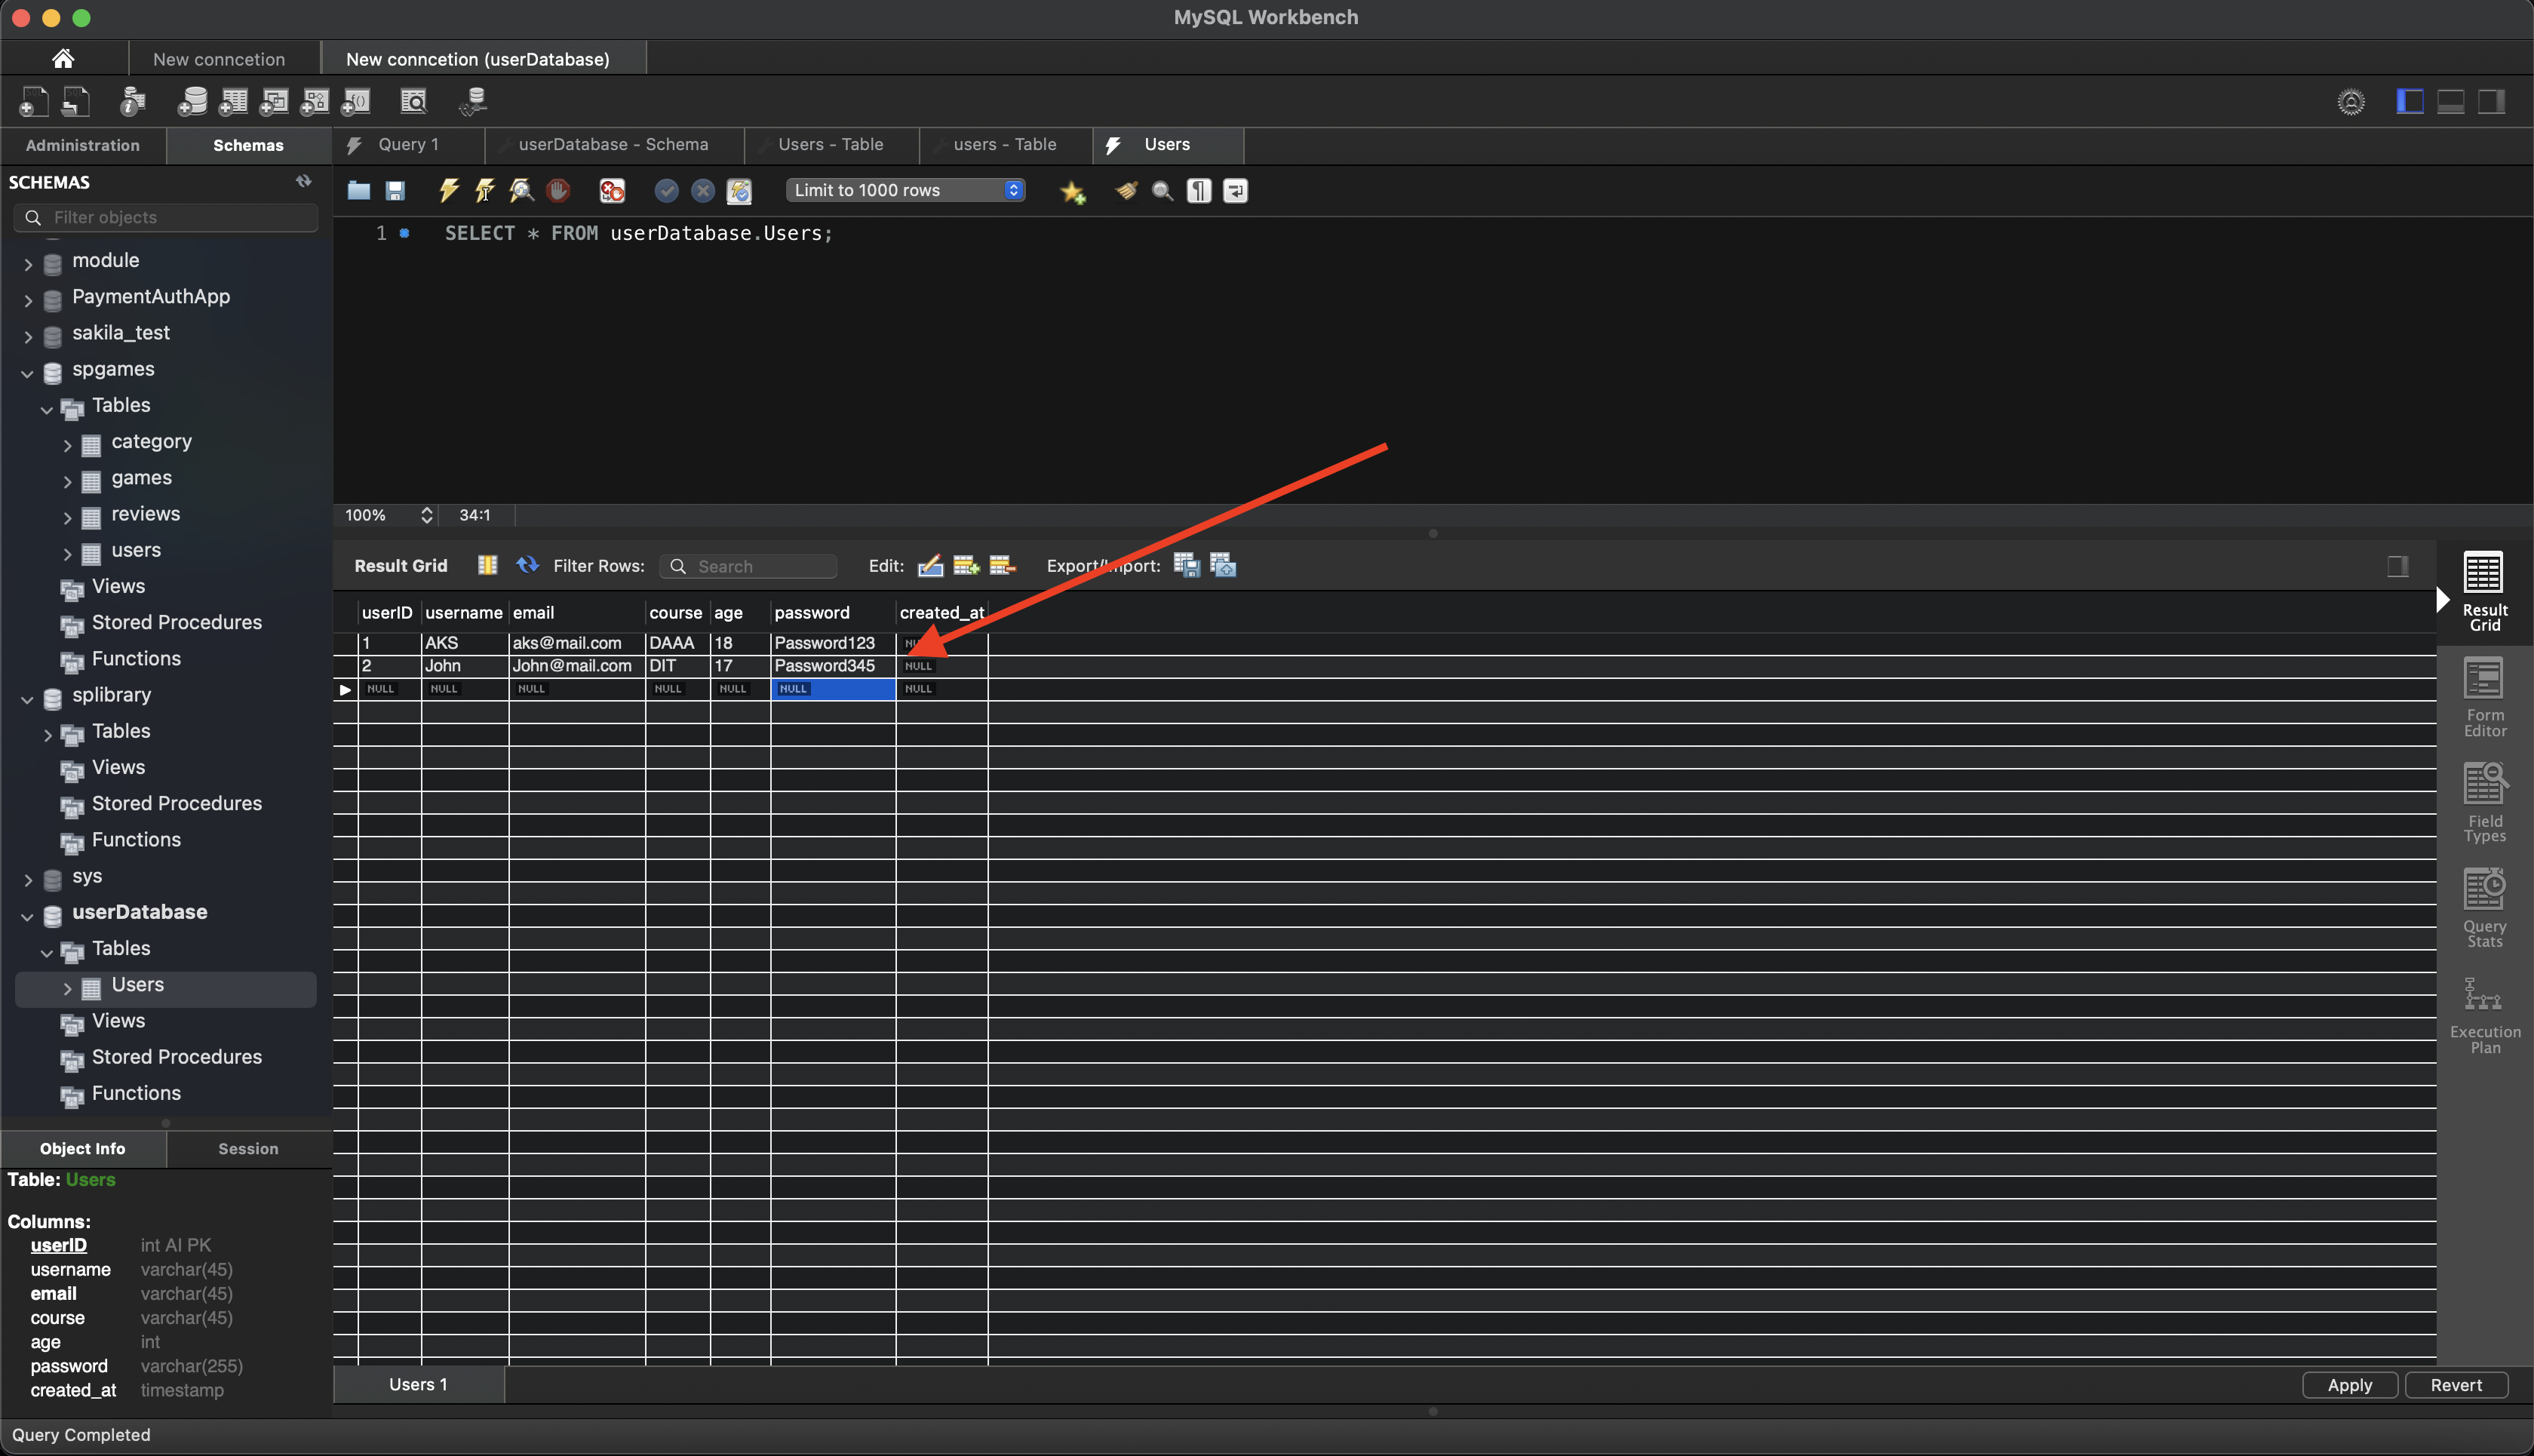 MySQL Workbench
New conncetion
New conncetion (userDatabase)
Administration
Schemas
Query 1
userDatabase - Schema
Users - Table
users - Table
Users
SCHEMAS
Filter objects
module
PaymentAuthApp
sakila_test
spgames
Tables
category
games
reviews
users
Views
Stored Procedures
Functions
splibrary
Tables
Views
Stored Procedures
Functions
sys
userDatabase
Tables
Users
Views
Stored Procedures
Functions
Object Info
Session
Table: Users
Columns:
userID int AI PK
username varchar(45)
email varchar(45)
course varchar(45)
age int
password varchar(255)
created_at timestamp
Query Completed
Limit to 1000 rows
1 SELECT * FROM userDatabase.Users;
100% 34:1
Result Grid Filter Rows: Search Edit: Export/Import:
userID username email course age password created_at
1 AKS aks@mail.com DAAA 18 Password123
2 John John@mail.com DIT 17 Password345 NULL
NULL NULL NULL NULL NULL NULL NULL
Result
Grid
Form
Editor
Field
Types
Query
Stats
Execution
Plan
Users 1
Apply
Revert